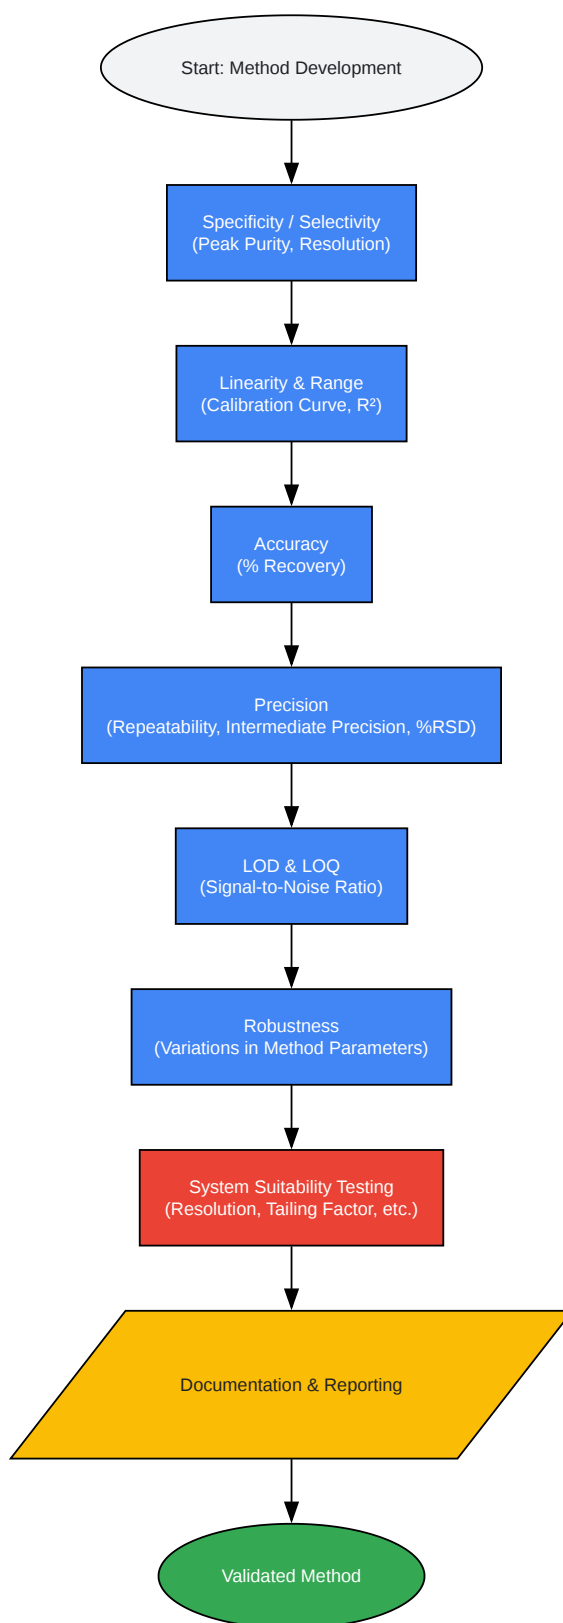 Start: Method Development
Specificity / Selectivity
(Peak Purity, Resolution)
Linearity & Range
(Calibration Curve, R²)
Accuracy
(% Recovery)
Precision
(Repeatability, Intermediate Precision, %RSD)
LOD & LOQ
(Signal-to-Noise Ratio)
Robustness
(Variations in Method Parameters)
System Suitability Testing
(Resolution, Tailing Factor, etc.)
Documentation & Reporting
Validated Method